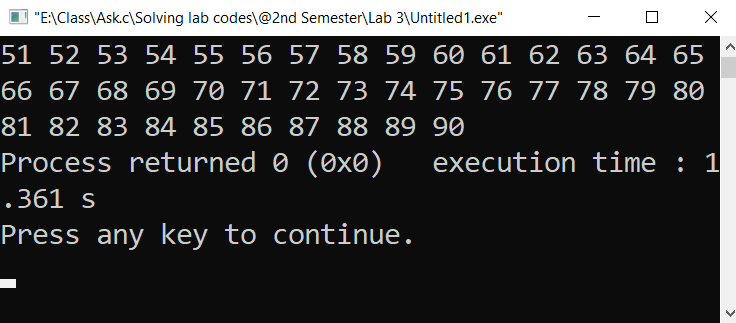 "E:\Class\Ask.c\Solving lab codes\@2nd Semester\Lab 3\Untitled1.exe"
51 52 53 54 55 56 57 58 59 60 61 62 63 64 65
66 67 68 69 70 71 72 73 74 75 76 77 78 79 80
81 82 83 84 85 86 87 88 89 90
Process returned 0 (0x0)   execution time : 1
.361 s
Press any key to continue.